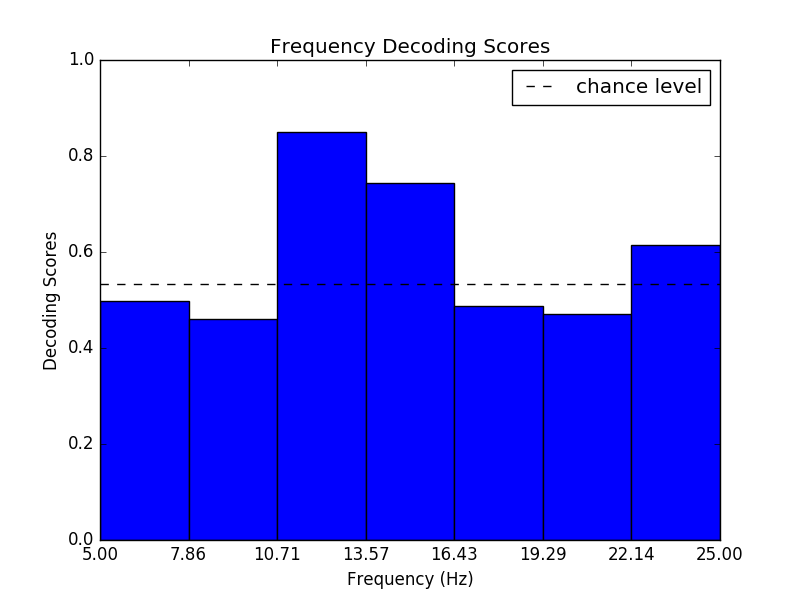 Frequency Decoding Scores
chance level
1.0
0.8
0.6
0.4
0.2
0.0
Decoding Scores
5.00 7.86 10.71 13.57 16.43 19.29 22.14 25.00
Frequency (Hz)